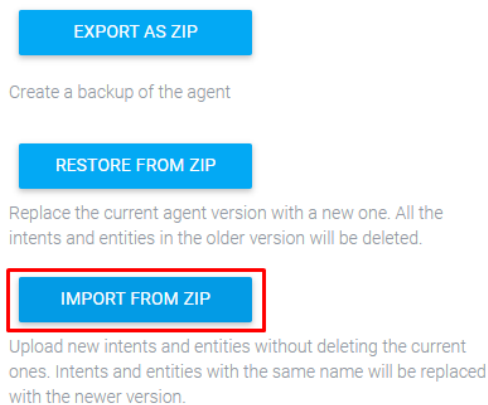 EXPORT AS ZIP
Create a backup of the agent
RESTORE FROM ZIP
Replace the current agent version with a new one. All the
intents and entities in the older version will be deleted.
IMPORT FROM ZIP
Upload new intents and entities without deleting the current
ones. Intents and entities with the same name will be replaced
with the newer version.